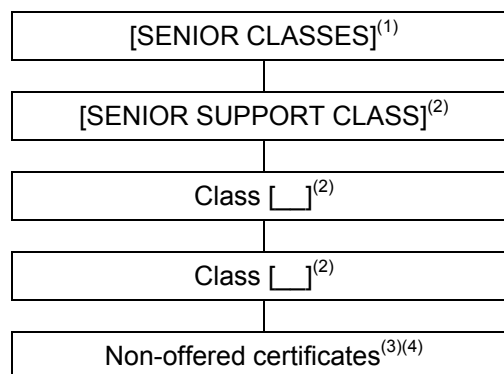 [SENIOR CLASSES]⁽¹⁾
[SENIOR SUPPORT CLASS]⁽²⁾
Class [__]⁽²⁾
Class [__]⁽²⁾
Non-offered certificates⁽³⁾⁽⁴⁾